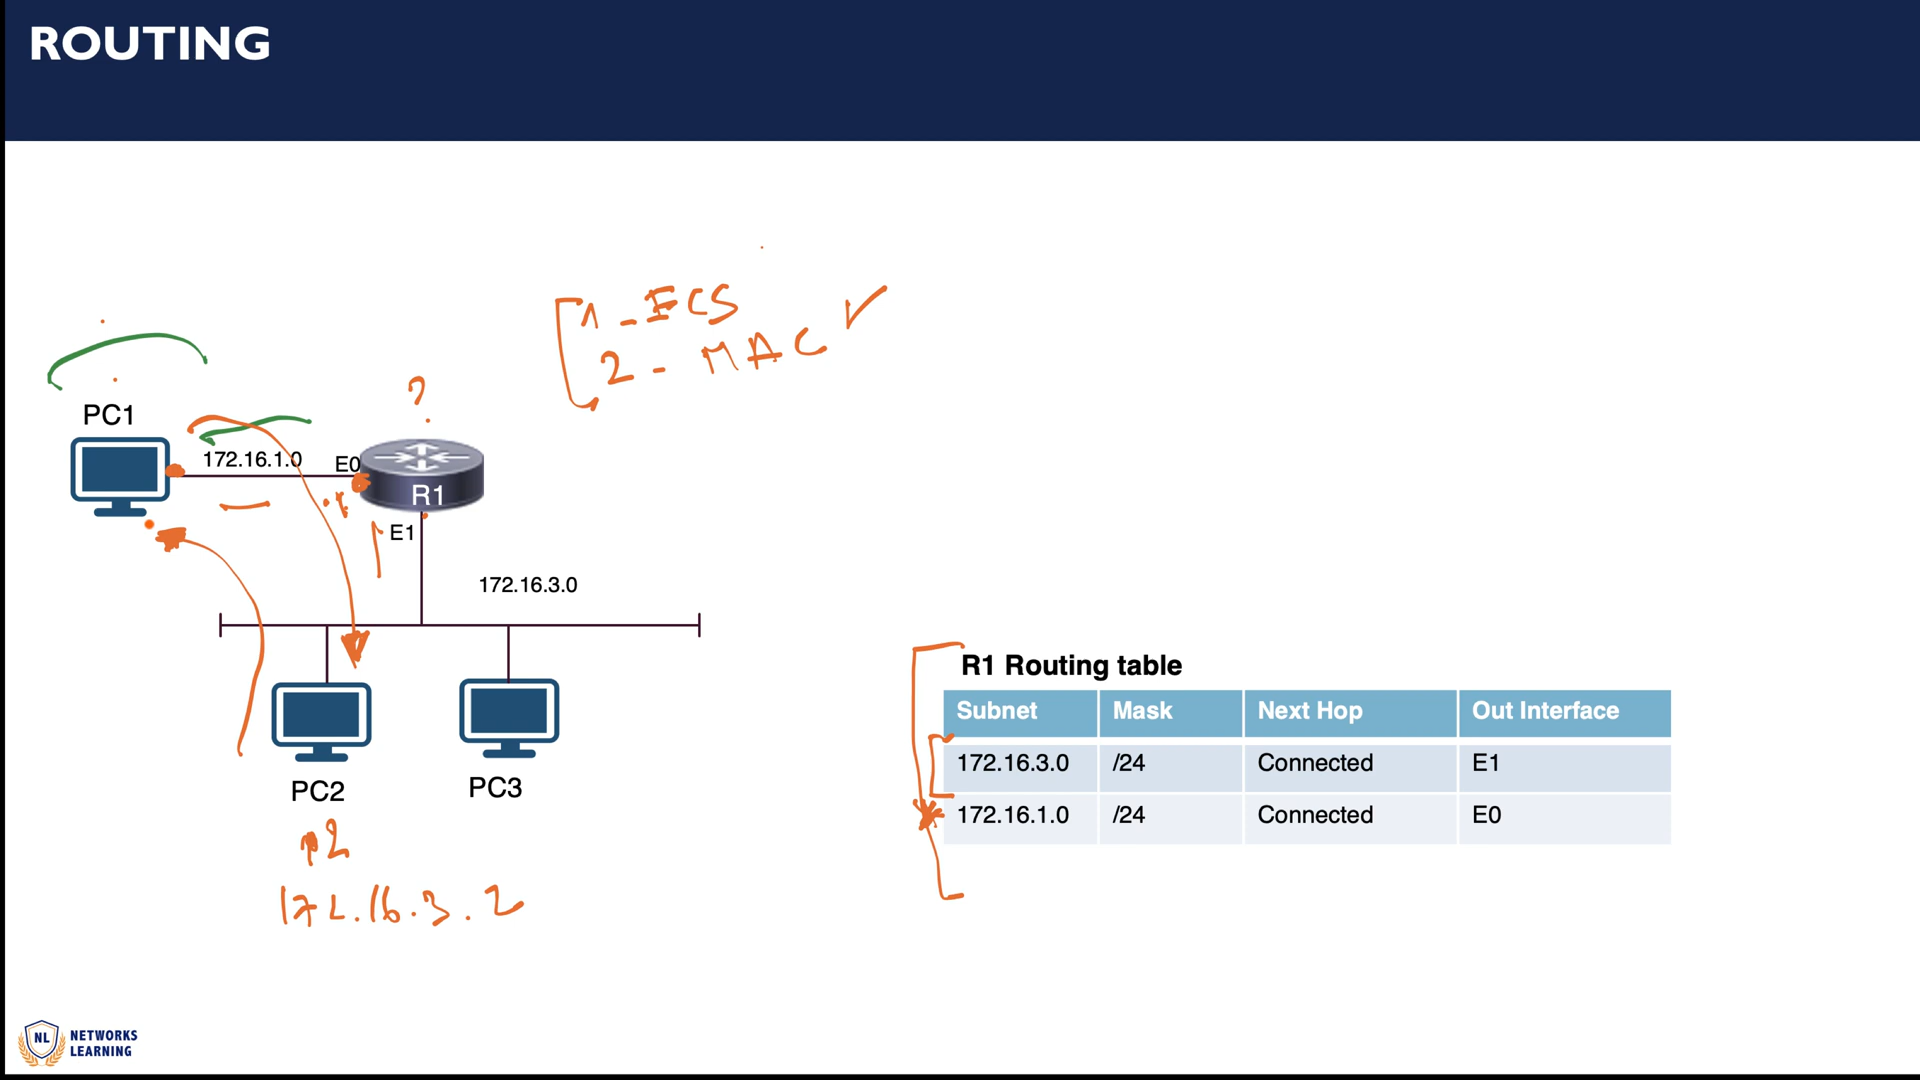 ROUTING
1 - FCS
2 - MAC
?
PC1
172.16.1.0
E0
R1
E1
172.16.3.0
PC2
PC3
172.16.3.2
R1 Routing table
Subnet Mask Next Hop Out Interface
172.16.3.0 /24 Connected E1
172.16.1.0 /24 Connected E0
NL
NETWORKS
LEARNING